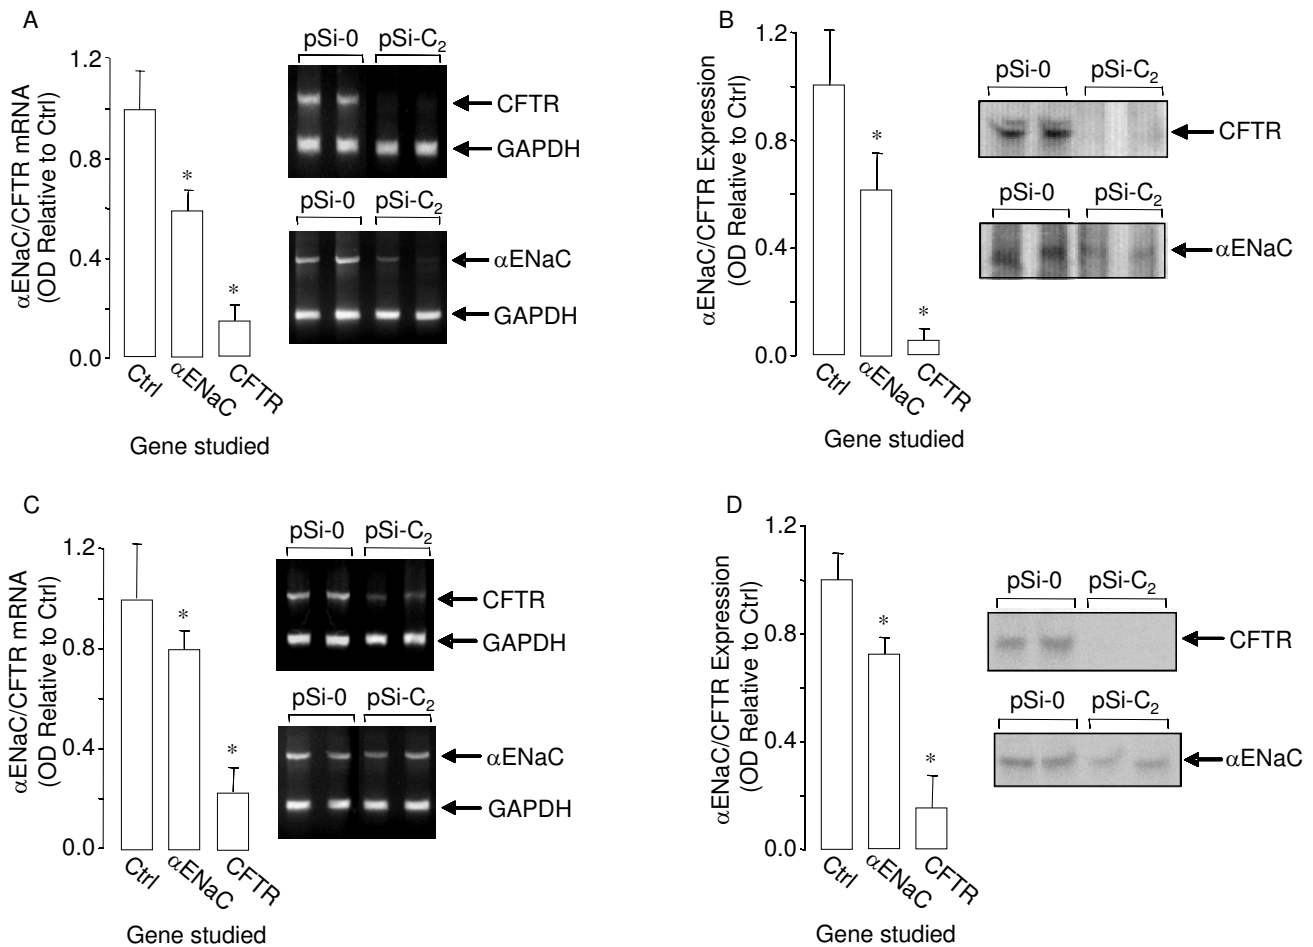 A
αENaC/CFTR mRNA
(OD Relative to Ctrl)
1.2
0.8
0.4
0.0
*
*
Ctrl
αENaC
CFTR
Gene studied
pSi-0 pSi-C2
CFTR
GAPDH
pSi-0 pSi-C2
αENaC
GAPDH
B
αENaC/CFTR Expression
(OD Relative to Ctrl)
1.2
0.8
0.4
0.0
*
*
Ctrl
αENaC
CFTR
Gene studied
pSi-0 pSi-C2
CFTR
pSi-0 pSi-C2
αENaC
C
αENaC/CFTR mRNA
(OD Relative to Ctrl)
1.2
0.8
0.4
0.0
*
*
Ctrl
αENaC
CFTR
Gene studied
pSi-0 pSi-C2
CFTR
GAPDH
pSi-0 pSi-C2
αENaC
GAPDH
D
αENaC/CFTR Expression
(OD Relative to Ctrl)
1.2
0.8
0.4
0.0
*
*
Ctrl
αENaC
CFTR
Gene studied
pSi-0 pSi-C2
CFTR
pSi-0 pSi-C2
αENaC